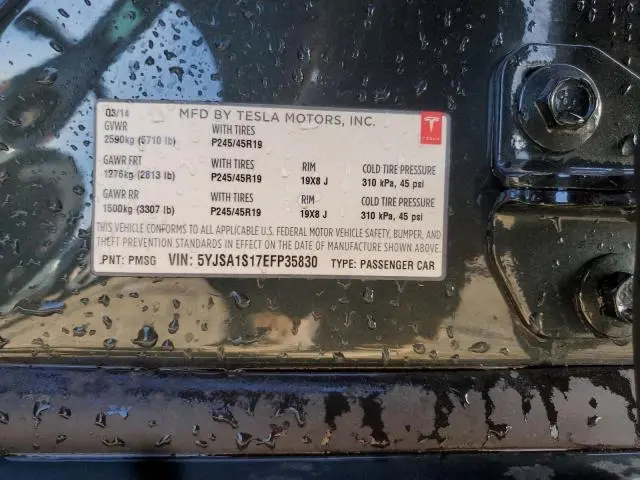 03/14 MFD BY TESLA MOTORS, INC.
GVWR WITH TIRES
2590kg (5710 lb) P245/45R19
TESLA
GAWR FRT WITH TIRES RIM COLD TIRE PRESSURE
1276kg (2813 lb) P245/45R19 19X8 J 310 kPa, 45 psi
GAWR RR WITH TIRES RIM COLD TIRE PRESSURE
1500kg (3307 lb) P245/45R19 19X8 J 310 kPa, 45 psi
THIS VEHICLE CONFORMS TO ALL APPLICABLE U.S. FEDERAL MOTOR VEHICLE SAFETY, BUMPER, AND
THEFT PREVENTION STANDARDS IN EFFECT ON THE DATE OF MANUFACTURE SHOWN ABOVE.
PNT: PMSG VIN: 5YJSA1S17EFP35830 TYPE: PASSENGER CAR